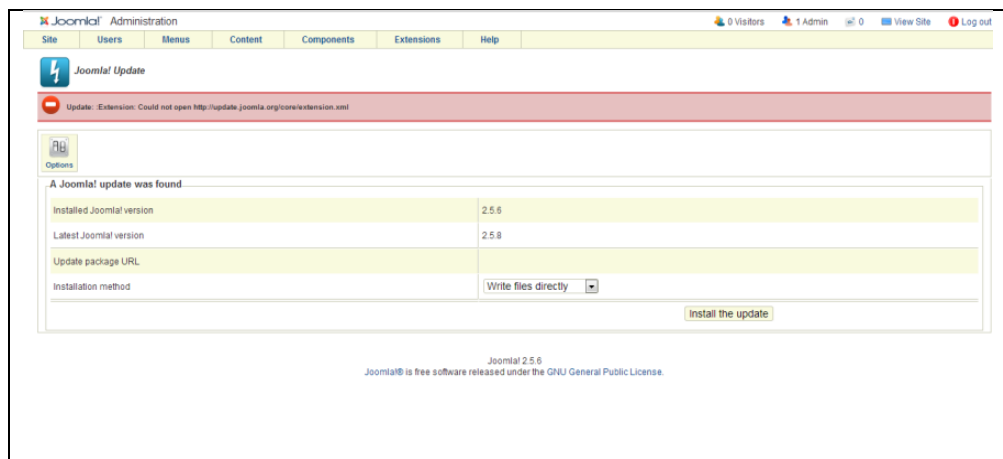 Joomla! Administration 0 Visitors 1 Admin 0 View Site Log out
Site Users Menus Content Components Extensions Help
Joomla! Update
Update: :Extension: Could not open http://update.joomla.org/core/extension.xml
Options
A Joomla! update was found
Installed Joomla! version 2.5.6
Latest Joomla! version 2.5.8
Update package URL
Installation method Write files directly
Install the update
Joomla! 2.5.6
Joomla!® is free software released under the GNU General Public License.